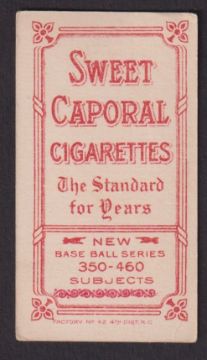 SWEET
CAPORAL
CIGARETTES
The Standard
for Years
NEW
BASE BALL SERIES
350-460
SUBJECTS
FACTORY No 42 4TH DIST. N.C.